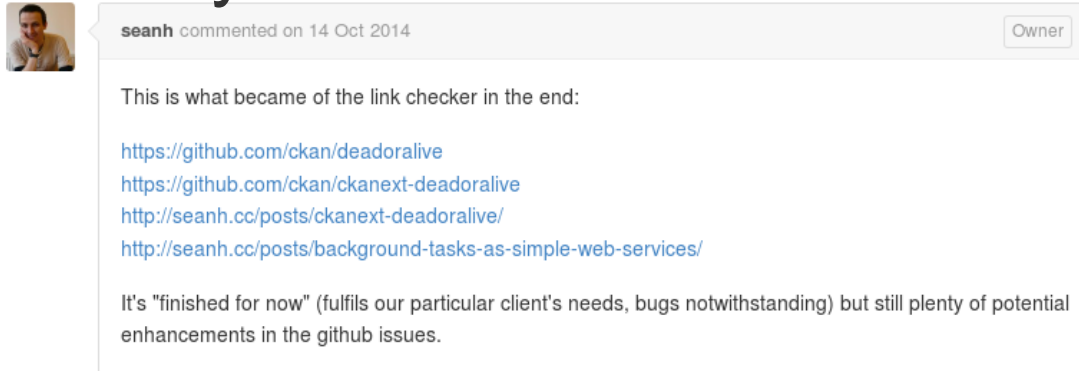 seanh commented on 14 Oct 2014 Owner
This is what became of the link checker in the end:
https://github.com/ckan/deadoralive
https://github.com/ckan/ckanext-deadoralive
http://seanh.cc/posts/ckanext-deadoralive/
http://seanh.cc/posts/background-tasks-as-simple-web-services/
It's "finished for now" (fulfils our particular client's needs, bugs notwithstanding) but still plenty of potential
enhancements in the github issues.